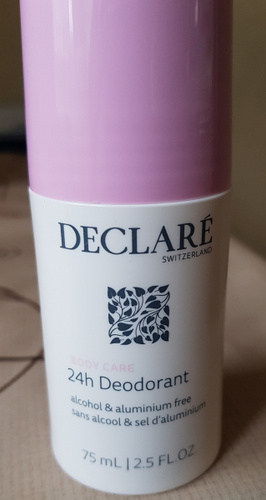 DECLARÉ
SWITZERLAND
BODY CARE
24h Deodorant
alcohol & aluminium free
sans alcool & sel d'aluminium
75 mL | 2.5 FL.OZ.